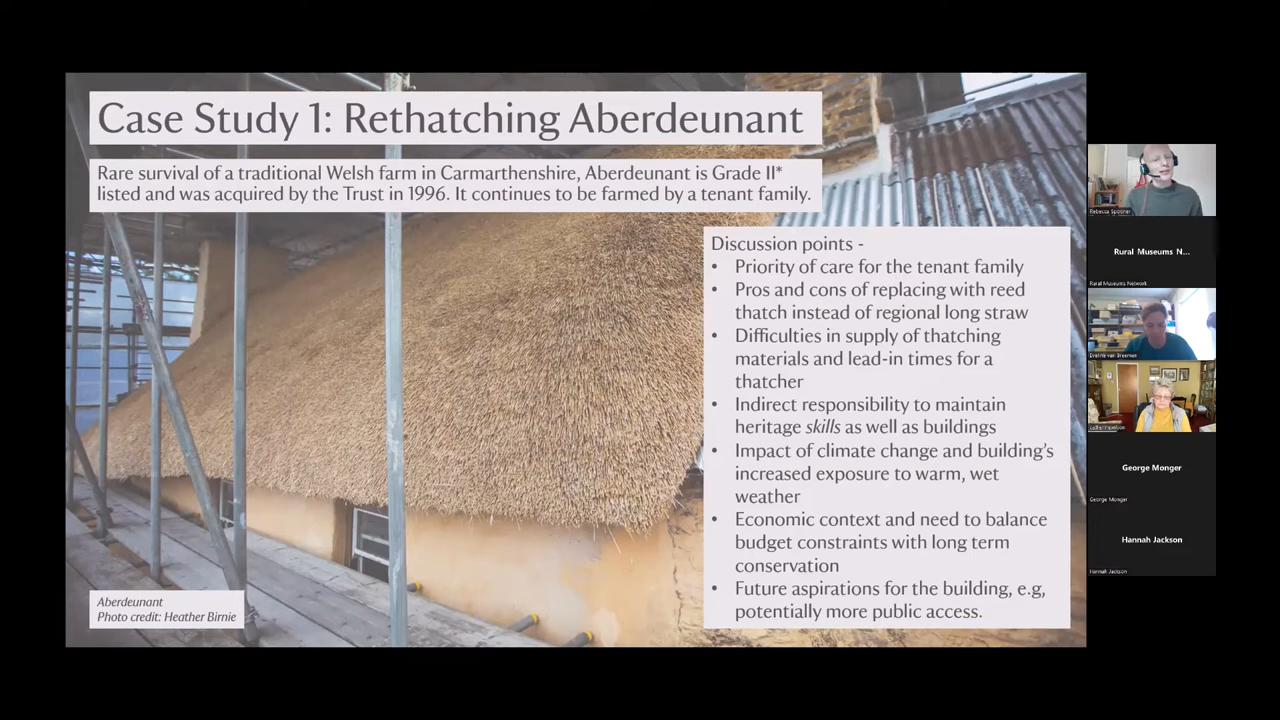 Case Study 1: Rethatching Aberdeunant
Rare survival of a traditional Welsh farm in Carmarthenshire, Aberdeunant is Grade II*
listed and was acquired by the Trust in 1996. It continues to be farmed by a tenant family.
Discussion points -
• Priority of care for the tenant family
• Pros and cons of replacing with reed
thatch instead of regional long straw
• Difficulties in supply of thatching
materials and lead-in times for a
thatcher
• Indirect responsibility to maintain
heritage skills as well as buildings
• Impact of climate change and building's
increased exposure to warm, wet
weather
• Economic context and need to balance
budget constraints with long term
conservation
• Future aspirations for the building, e.g,
potentially more public access.
Aberdeunant
Photo credit: Heather Birnie
Rural Museums N...
Rural Museums Network
George Monger
George Monger
Hannah Jackson
Hannah Jackson